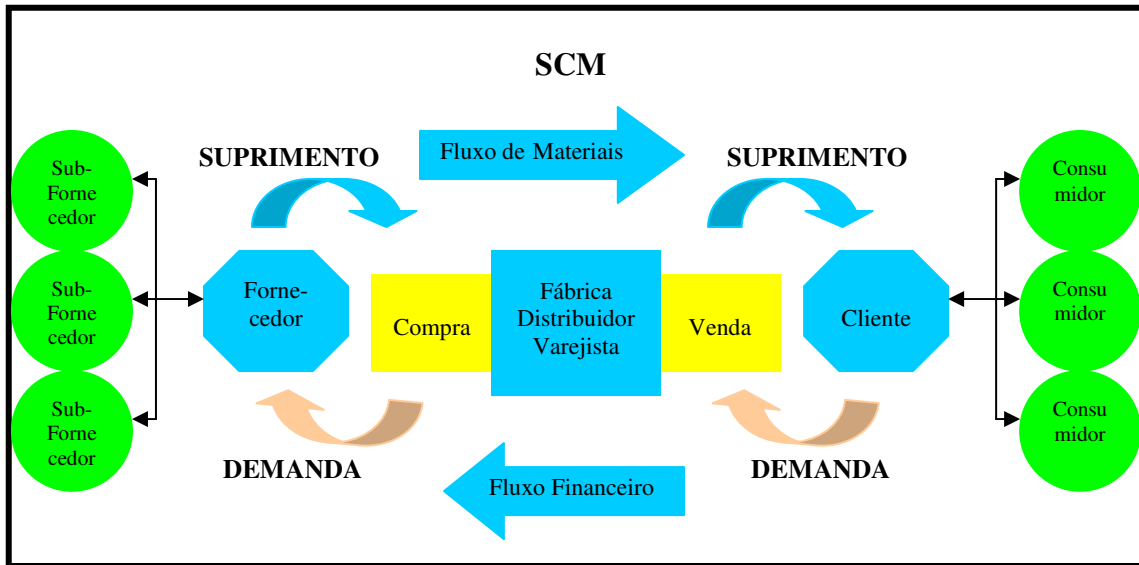 SCM
SUPRIMENTO
Fluxo de Materiais
SUPRIMENTO
Sub-
Forne
cedor
Sub-
Forne
cedor
Sub-
Forne
cedor
Forne-
cedor
Compra
Fábrica
Distribuidor
Varejista
Venda
Cliente
Consu
midor
Consu
midor
Consu
midor
DEMANDA
Fluxo Financeiro
DEMANDA